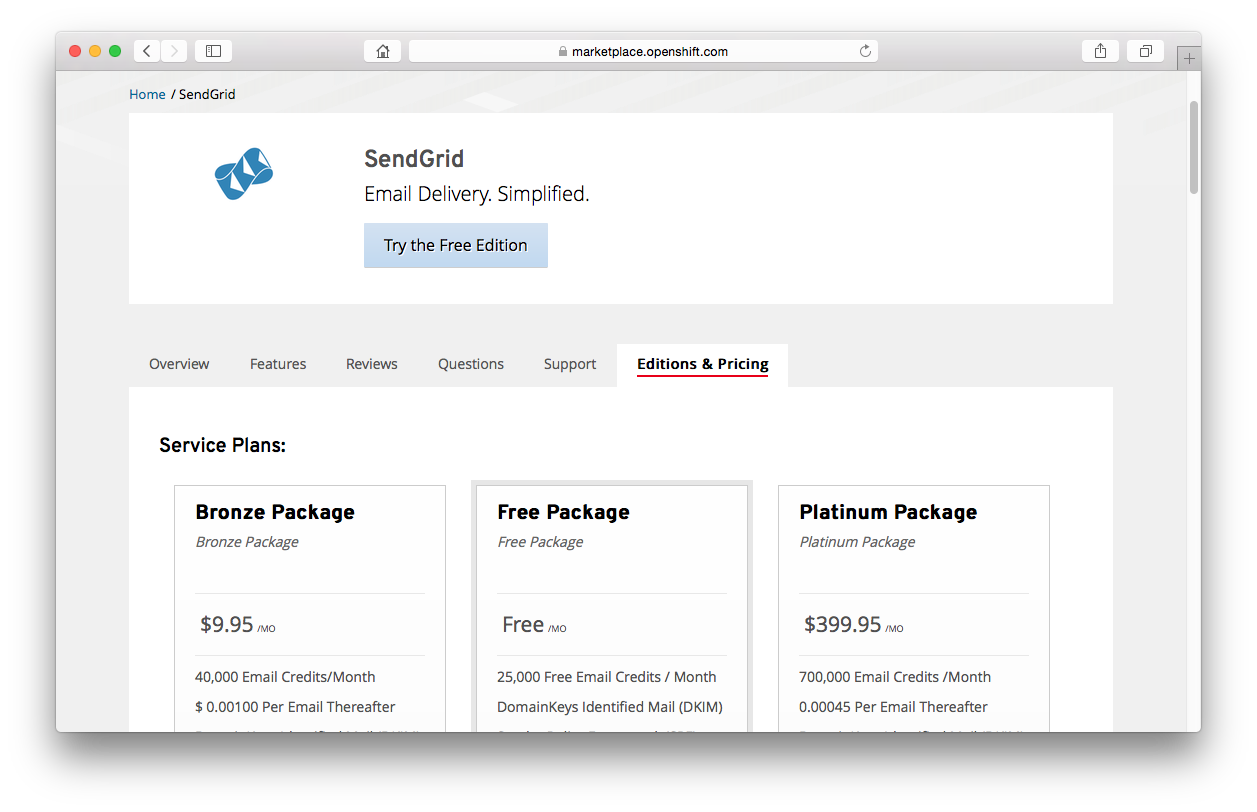 marketplace.openshift.com
Home / SendGrid
SendGrid
Email Delivery. Simplified.
Try the Free Edition
Overview Features Reviews Questions Support Editions & Pricing
Service Plans:
Bronze Package
Bronze Package
$9.95 /MO
40,000 Email Credits/Month
$ 0.00100 Per Email Thereafter
Free Package
Free Package
Free /MO
25,000 Free Email Credits / Month
DomainKeys Identified Mail (DKIM)
Platinum Package
Platinum Package
$399.95 /MO
700,000 Email Credits /Month
0.00045 Per Email Thereafter